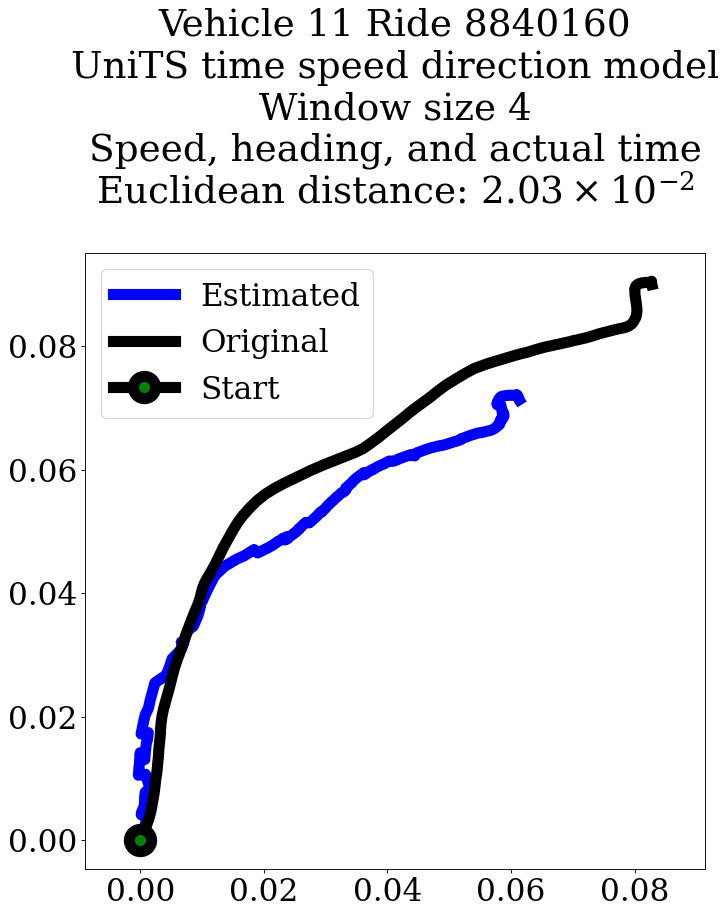 Vehicle 11 Ride 8840160
UniTS time speed direction model
Window size 4
Speed, heading, and actual time
Euclidean distance: 2.03 × 10⁻²
Estimated
Original
Start
0.08
0.06
0.04
0.02
0.00
0.00 0.02 0.04 0.06 0.08